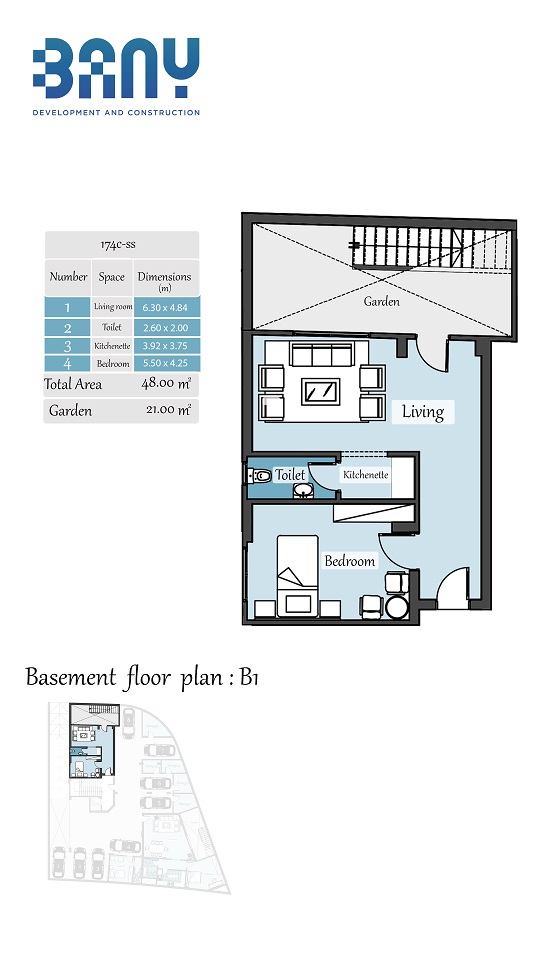 BANY
DEVELOPMENT AND CONSTRUCTION
174c-ss
Number Space Dimensions (m)
1 Living room 6.30 x 4.84
2 Toilet 2.60 x 2.00
3 Kitchenette 3.92 x 3.75
4 Bedroom 5.50 x 4.25
Total Area 48.00 m²
Garden 21.00 m²
Garden
Living
Toilet
Kitchenette
Bedroom
Basement floor plan : B1